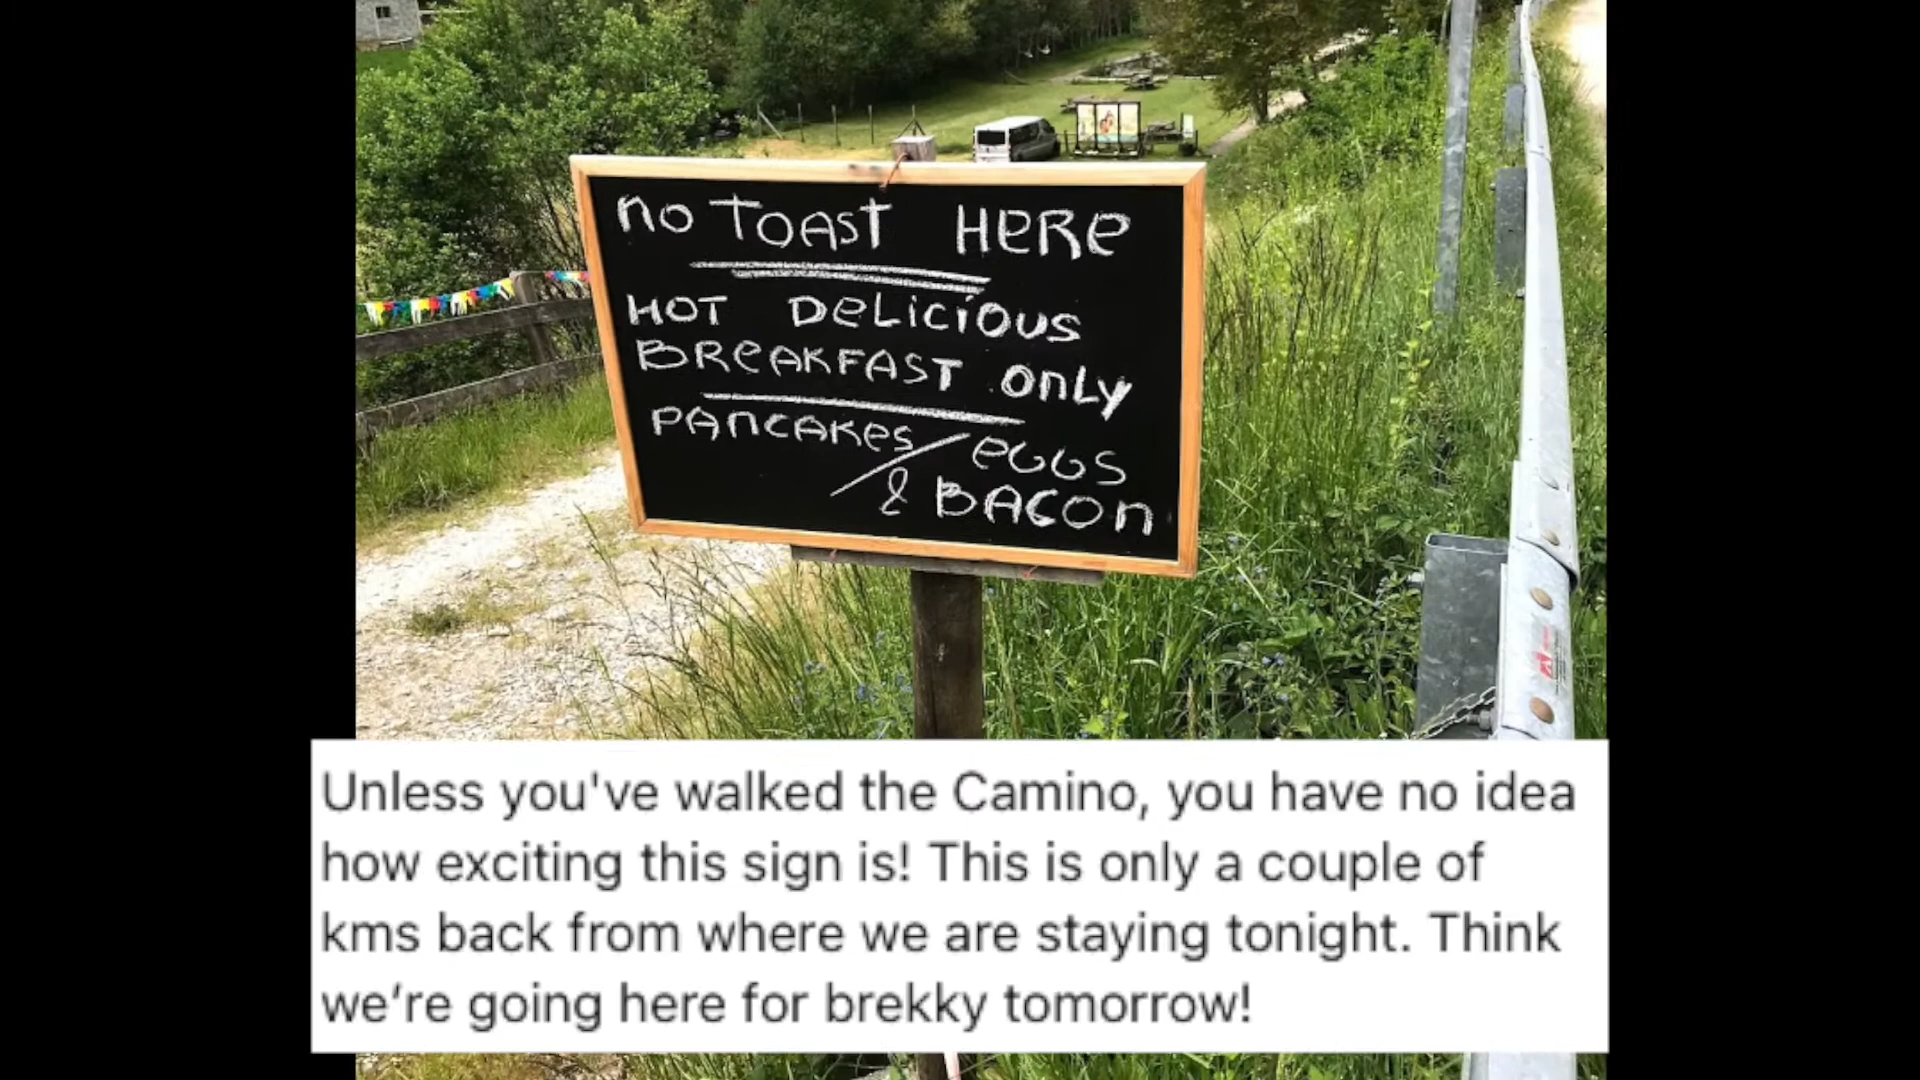 no TOAST HeRe
HOT DeLiciOUS
BReAKFAST OnLy
PAnCAKes / eGGS
& BACOn
Unless you've walked the Camino, you have no idea
how exciting this sign is! This is only a couple of
kms back from where we are staying tonight. Think
we’re going here for brekky tomorrow!